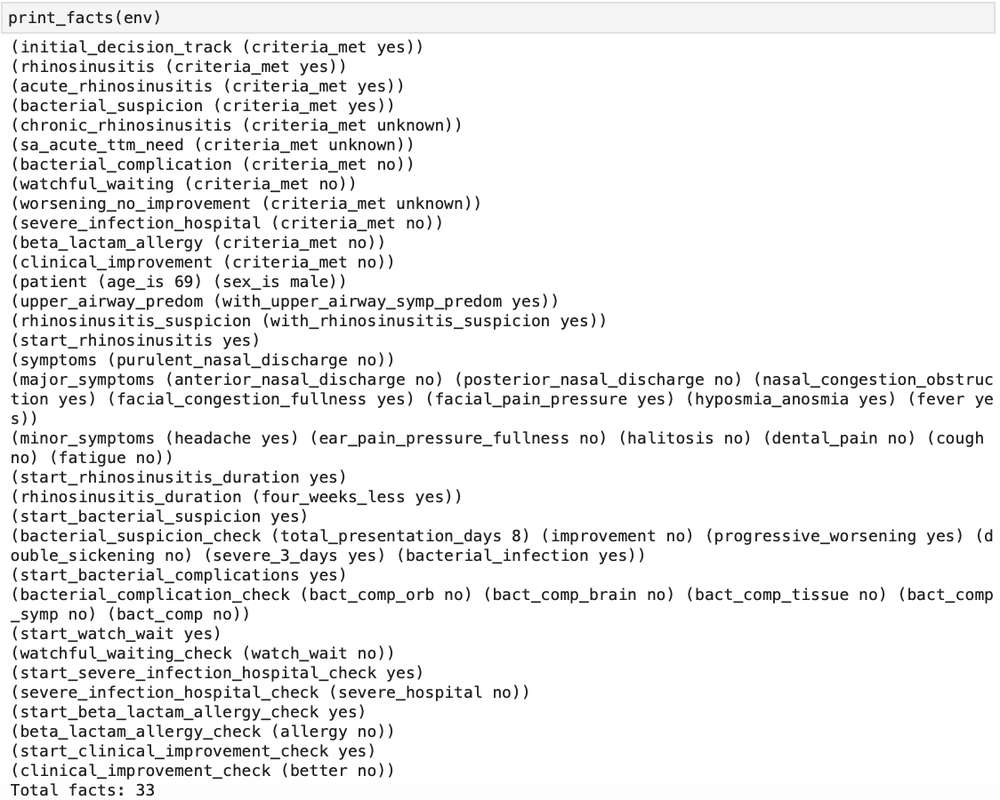 print_facts(env)
(initial_decision_track (criteria_met yes))
(rhinosinusitis (criteria_met yes))
(acute_rhinosinusitis (criteria_met yes))
(bacterial_suspicion (criteria_met yes))
(chronic_rhinosinusitis (criteria_met unknown))
(sa_acute_ttm_need (criteria_met unknown))
(bacterial_complication (criteria_met no))
(watchful_waiting (criteria_met no))
(worsening_no_improvement (criteria_met unknown))
(severe_infection_hospital (criteria_met no))
(beta_lactam_allergy (criteria_met no))
(clinical_improvement (criteria_met no))
(patient (age_is 69) (sex_is male))
(upper_airway_predom (with_upper_airway_symp_predom yes))
(rhinosinusitis_suspicion (with_rhinosinusitis_suspicion yes))
(start_rhinosinusitis yes)
(symptoms (purulent_nasal_discharge no))
(major_symptoms (anterior_nasal_discharge no) (posterior_nasal_discharge no) (nasal_congestion_obstruc
tion yes) (facial_congestion_fullness yes) (facial_pain_pressure yes) (hyposmia_anosmia yes) (fever ye
s))
(minor_symptoms (headache yes) (ear_pain_pressure_fullness no) (halitosis no) (dental_pain no) (cough
no) (fatigue no))
(start_rhinosinusitis_duration yes)
(rhinosinusitis_duration (four_weeks_less yes))
(start_bacterial_suspicion yes)
(bacterial_suspicion_check (total_presentation_days 8) (improvement no) (progressive_worsening yes) (d
ouble_sickening no) (severe_3_days yes) (bacterial_infection yes))
(start_bacterial_complications yes)
(bacterial_complication_check (bact_comp_orb no) (bact_comp_brain no) (bact_comp_tissue no) (bact_comp
_symp no) (bact_comp no))
(start_watch_wait yes)
(watchful_waiting_check (watch_wait no))
(start_severe_infection_hospital_check yes)
(severe_infection_hospital_check (severe_hospital no))
(start_beta_lactam_allergy_check yes)
(beta_lactam_allergy_check (allergy no))
(start_clinical_improvement_check yes)
(clinical_improvement_check (better no))
Total facts: 33